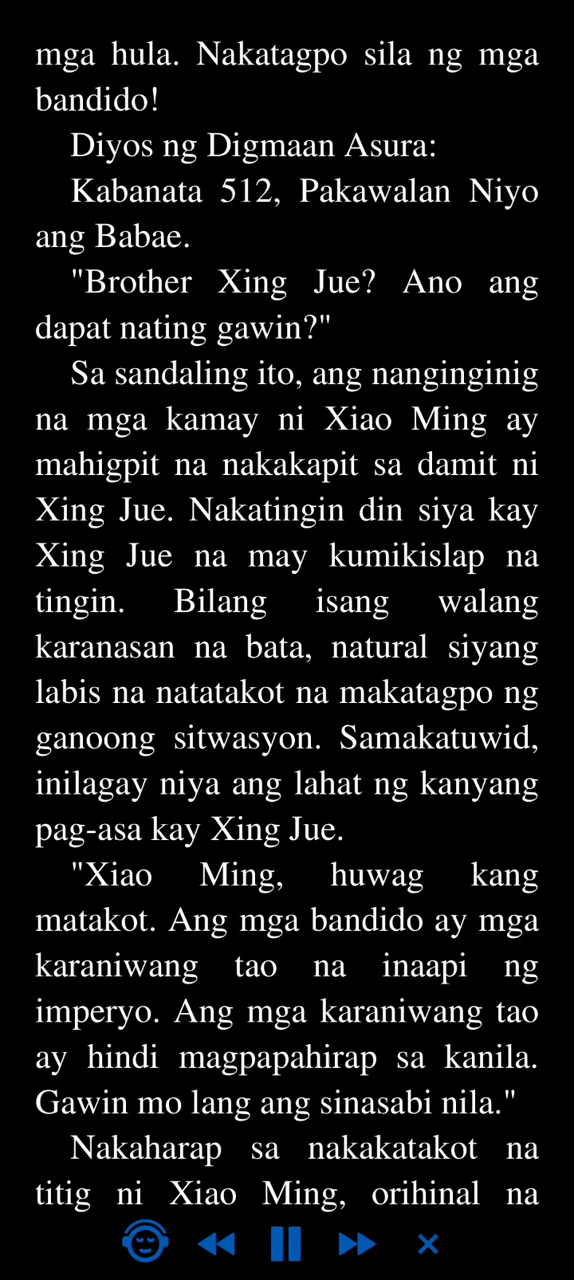 mga hula. Nakatagpo sila ng mga
bandido!
Diyos ng Digmaan Asura:
Kabanata 512, Pakawalan Niyo
ang Babae.
"Brother Xing Jue? Ano ang
dapat nating gawin?"
Sa sandaling ito, ang nanginginig
na mga kamay ni Xiao Ming ay
mahigpit na nakakapit sa damit ni
Xing Jue. Nakatingin din siya kay
Xing Jue na may kumikislap na
tingin. Bilang isang walang
karanasan na bata, natural siyang
labis na natatakot na makatagpo ng
ganoong sitwasyon. Samakatuwid,
inilagay niya ang lahat ng kanyang
pag-asa kay Xing Jue.
"Xiao Ming, huwag kang
matakot. Ang mga bandido ay mga
karaniwang tao na inaapi ng
imperyo. Ang mga karaniwang tao
ay hindi magpapahirap sa kanila.
Gawin mo lang ang sinasabi nila."
Nakaharap sa nakakatakot na
titig ni Xiao Ming, orihinal na